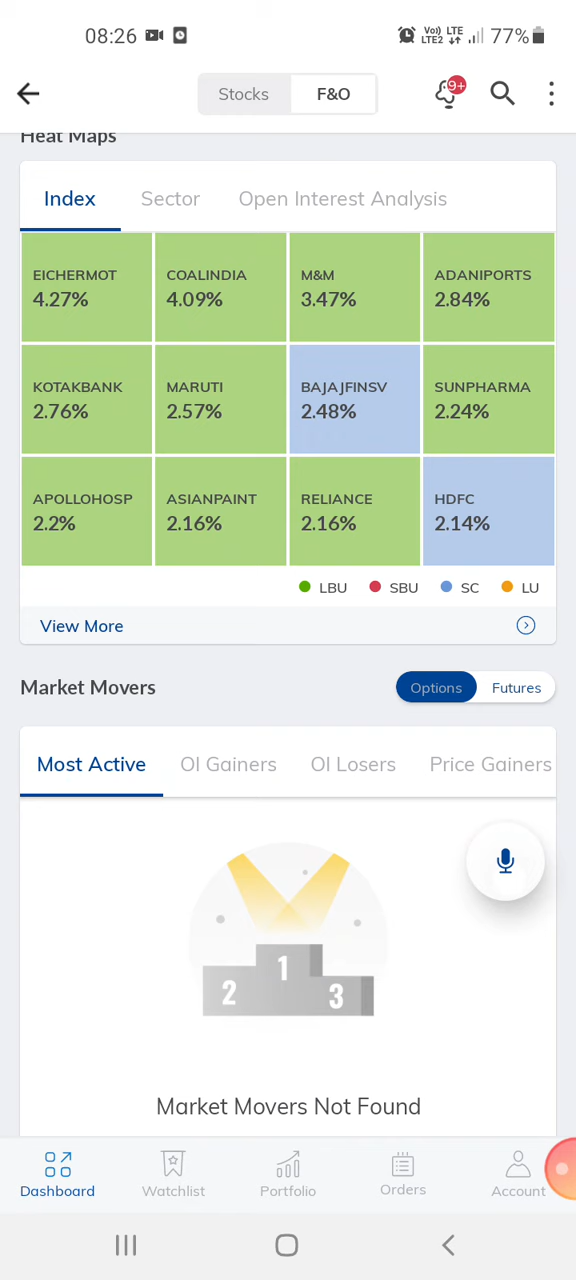 08:26 Vo) LTE LTE2 77%
Stocks F&O 9+
Heat Maps
Index Sector Open Interest Analysis
EICHERMOT COALINDIA M&M ADANIPORTS
4.27% 4.09% 3.47% 2.84%
KOTAKBANK MARUTI BAJAJFINSV SUNPHARMA
2.76% 2.57% 2.48% 2.24%
APOLLOHOSP ASIANPAINT RELIANCE HDFC
2.2% 2.16% 2.16% 2.14%
LBU SBU SC LU
View More
Market Movers Options Futures
Most Active OI Gainers OI Losers Price Gainers
1
2 3
Market Movers Not Found
Dashboard Watchlist Portfolio Orders Account